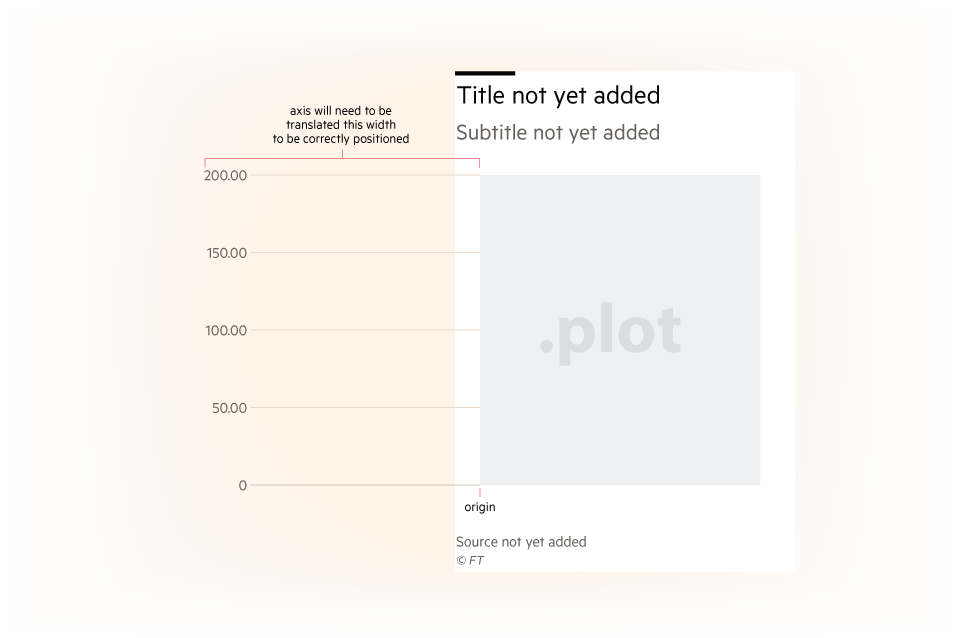 Title not yet added
axis will need to be
translated this width
to be correctly positioned
Subtitle not yet added
200.00
150.00
100.00
.plot
50.00
0
origin
Source not yet added
© FT